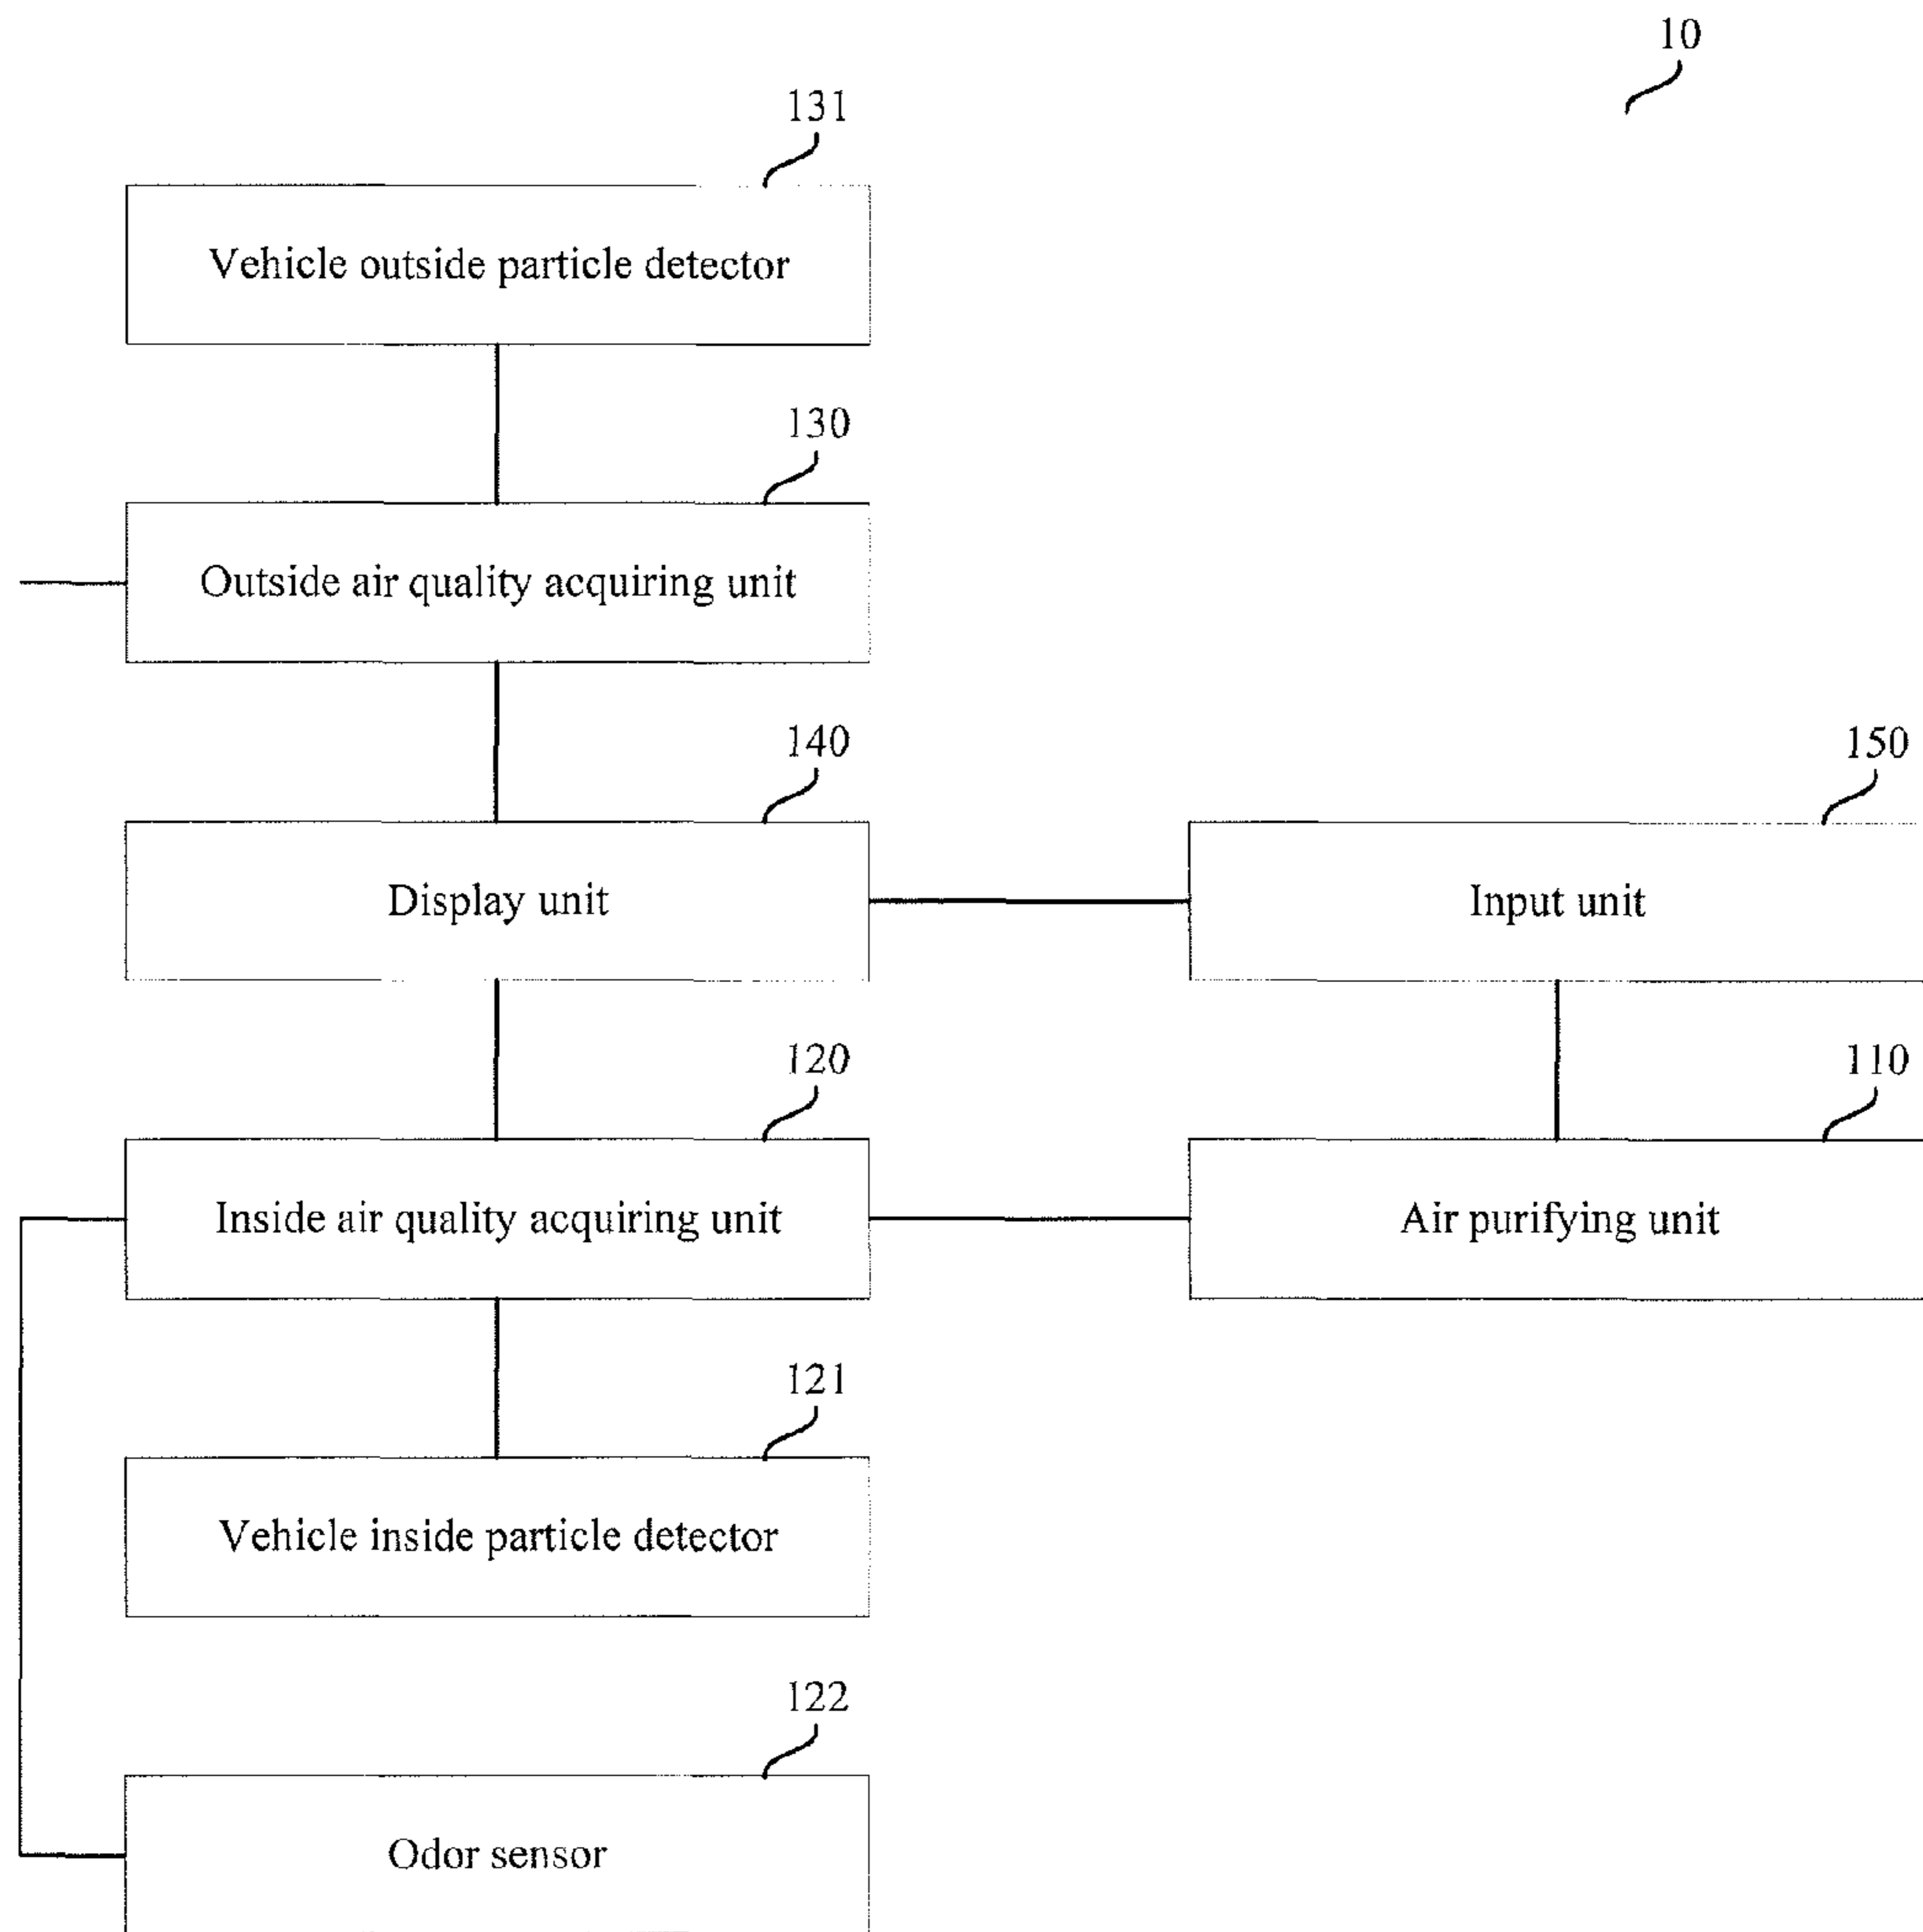 10
131
Vehicle outside particle detector
130
Outside air quality acquiring unit
140
Display unit
150
Input unit
120
Inside air quality acquiring unit
110
Air purifying unit
121
Vehicle inside particle detector
122
Odor sensor